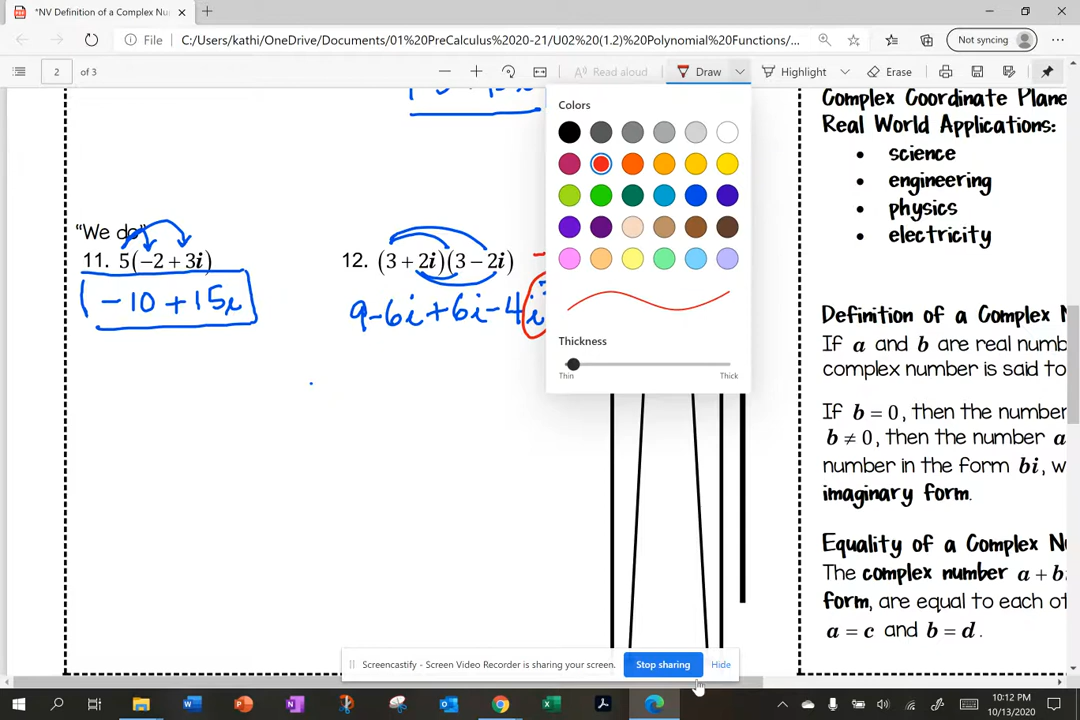 *NV Definition of a Complex Num
File
C:/Users/kathi/OneDrive/Documents/01%20PreCalculus%2020-21/U02%20(1.2)%20Polynomial%20Functions/...
Not syncing
2 of 3
Read aloud
Draw
Highlight
Erase
Colors
Thickness
Thin
Thick
"We do"
11. 5(−2 + 3i)
-10 + 15i
12. (3 + 2i)(3 − 2i)
9-6i+6i-4i
Complex Coordinate Plane
Real World Applications:
• science
• engineering
• physics
• electricity
Definition of a Complex N
If a and b are real numb
complex number is said to
If b = 0, then the number
b ≠ 0, then the number a
number in the form bi, w
imaginary form.
Equality of a Complex Nu
The complex number a + bi
form, are equal to each ot
a = c and b = d.
Screencastify - Screen Video Recorder is sharing your screen.
Stop sharing
Hide
10:12 PM
10/13/2020